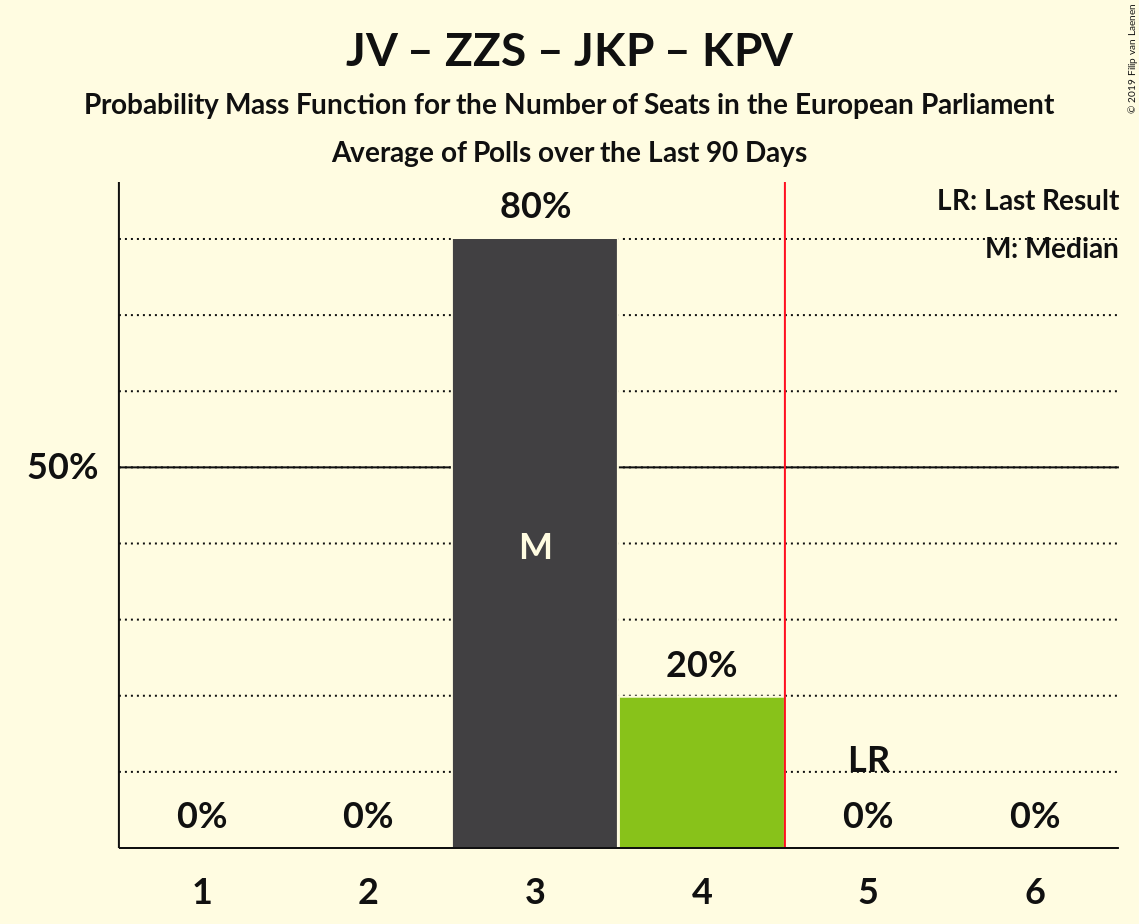 JV – ZZS – JKP – KPV
Probability Mass Function for the Number of Seats in the European Parliament
Average of Polls over the Last 90 Days
© 2019 Filip van Laenen
LR: Last Result
M: Median
80%
50%
M
20%
LR
0% 0% 0% 0%
1 2 3 4 5 6